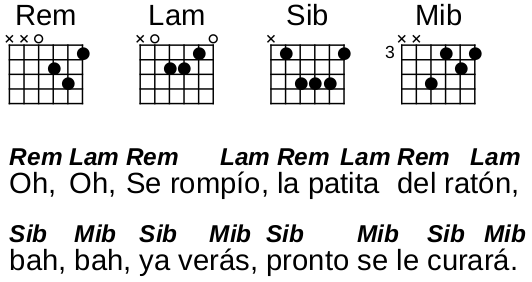 Rem Lam Sib Mib
× × o × o o × 3 × ×
Rem Lam Rem Lam Rem Lam Rem Lam
Oh, Oh, Se rompío, la patita del ratón,
Sib Mib Sib Mib Sib Mib Sib Mib
bah, bah, ya verás, pronto se le curará.